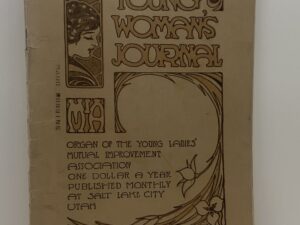 YOUNG
WOMAN'S
JOURNAL
MIA
ORGAN OF THE YOUNG LADIES'
MUTUAL IMPROVEMENT
ASSOCIATION
ONE DOLLAR A YEAR
PUBLISHED MONTHLY
AT SALT LAKE CITY
UTAH